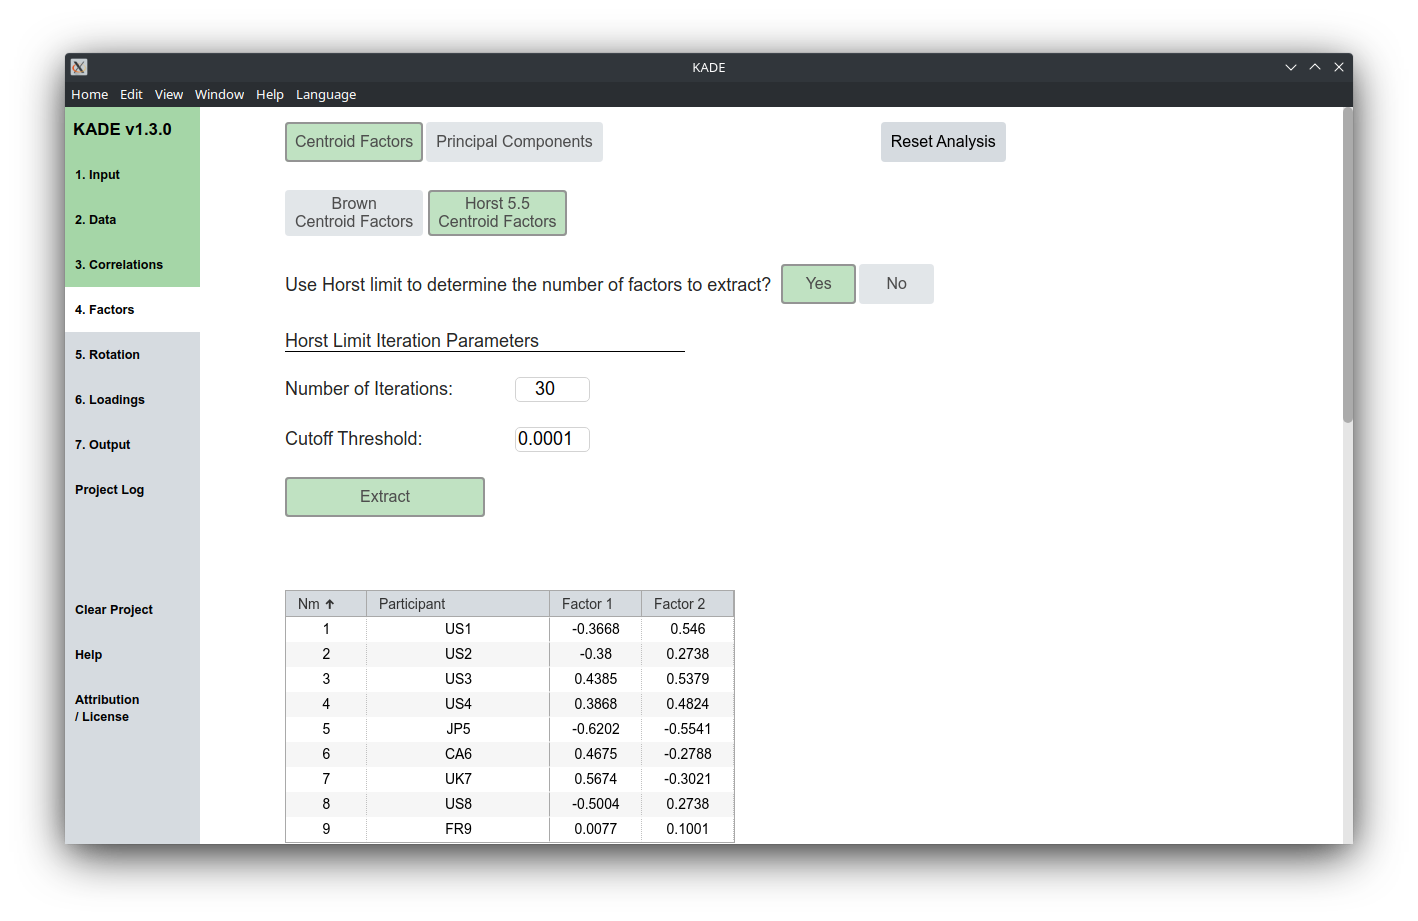 KADE
Home Edit View Window Help Language
KADE v1.3.0
1. Input
2. Data
3. Correlations
4. Factors
5. Rotation
6. Loadings
7. Output
Project Log
Clear Project
Help
Attribution
/ License
Centroid Factors Principal Components Reset Analysis
Brown
Centroid Factors
Horst 5.5
Centroid Factors
Use Horst limit to determine the number of factors to extract? Yes No
Horst Limit Iteration Parameters
Number of Iterations: 30
Cutoff Threshold: 0.0001
Extract
Nm ↑ Participant Factor 1 Factor 2
1 US1 -0.3668 0.546
2 US2 -0.38 0.2738
3 US3 0.4385 0.5379
4 US4 0.3868 0.4824
5 JP5 -0.6202 -0.5541
6 CA6 0.4675 -0.2788
7 UK7 0.5674 -0.3021
8 US8 -0.5004 0.2738
9 FR9 0.0077 0.1001